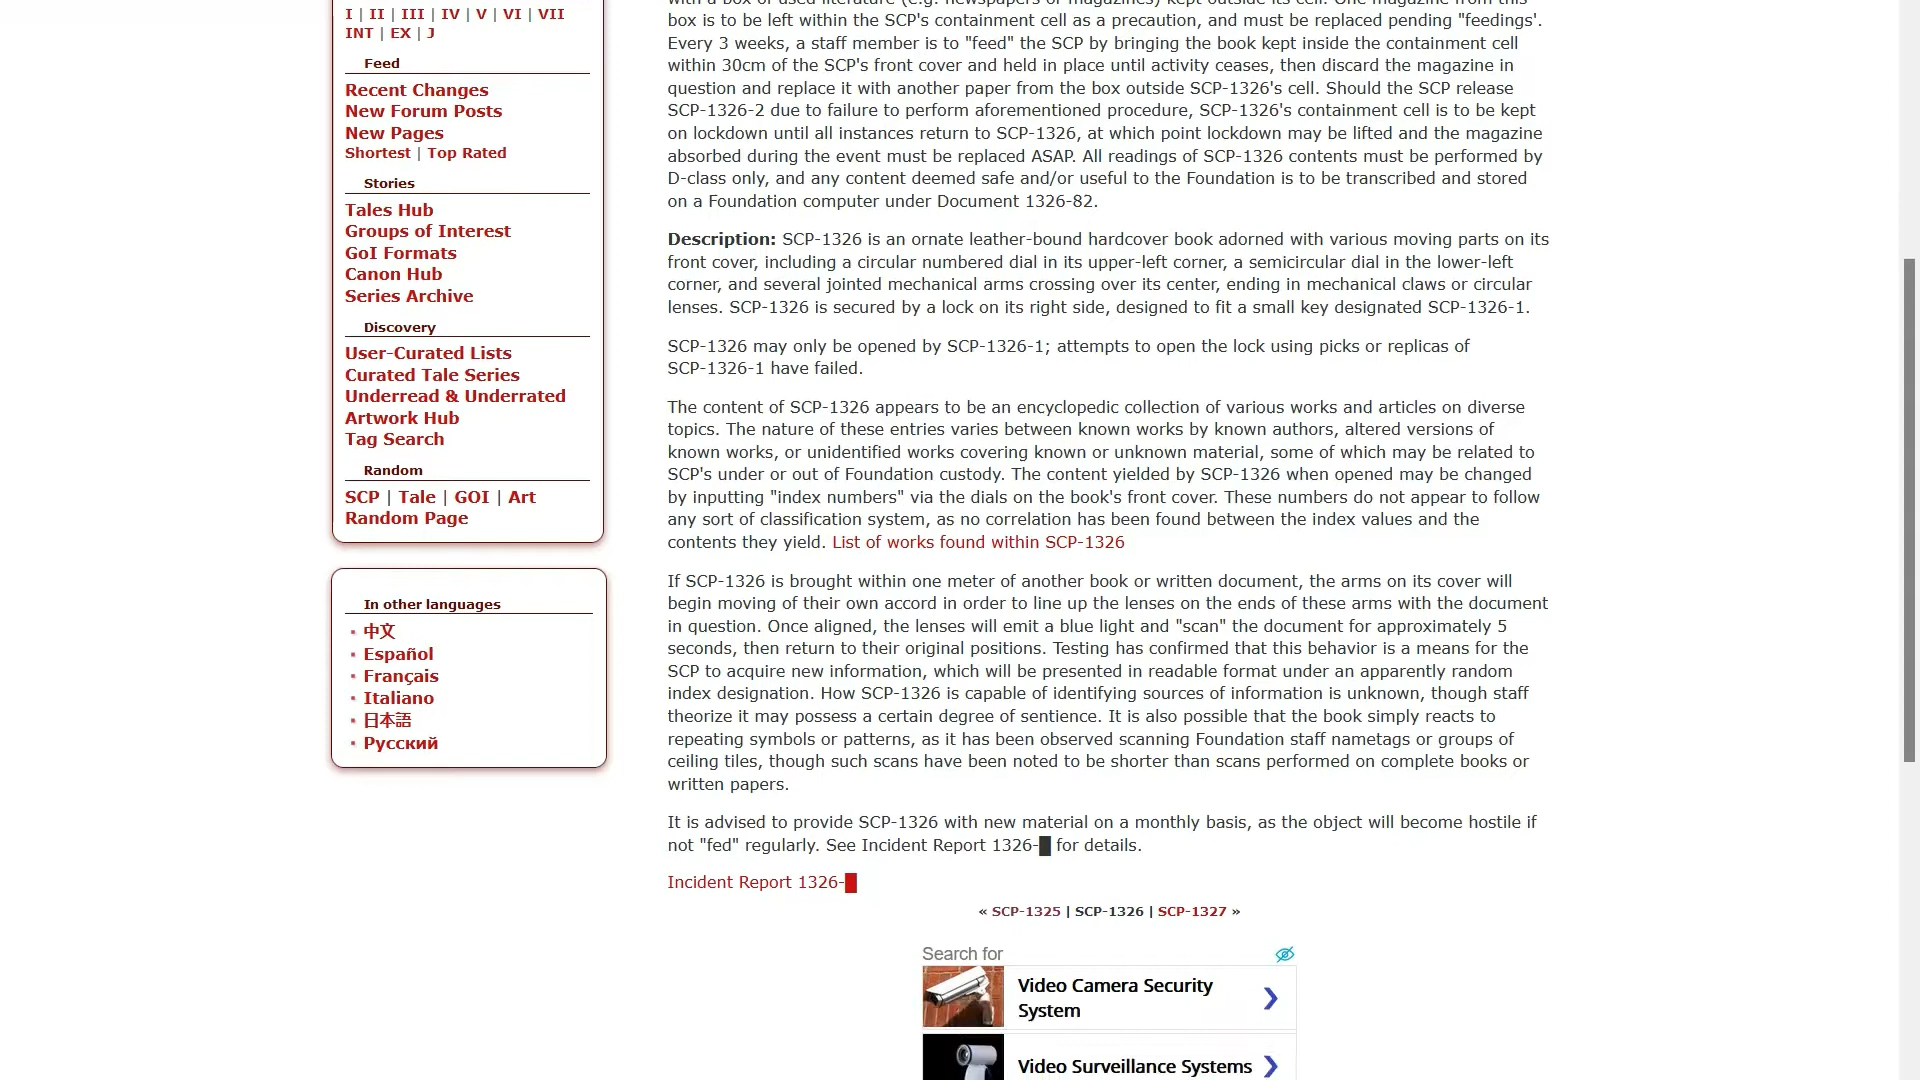 I | II | III | IV | V | VI | VII
INT | EX | J
Feed
Recent Changes
New Forum Posts
New Pages
Shortest | Top Rated
Stories
Tales Hub
Groups of Interest
GoI Formats
Canon Hub
Series Archive
Discovery
User-Curated Lists
Curated Tale Series
Underread & Underrated
Artwork Hub
Tag Search
Random
SCP | Tale | GOI | Art
Random Page
In other languages
中文
Español
Français
Italiano
日本語
Русский
with a box of used literature (e.g. newspapers or magazines) kept outside its cell. One magazine from this
box is to be left within the SCP's containment cell as a precaution, and must be replaced pending "feedings'.
Every 3 weeks, a staff member is to "feed" the SCP by bringing the book kept inside the containment cell
within 30cm of the SCP's front cover and held in place until activity ceases, then discard the magazine in
question and replace it with another paper from the box outside SCP-1326's cell. Should the SCP release
SCP-1326-2 due to failure to perform aforementioned procedure, SCP-1326's containment cell is to be kept
on lockdown until all instances return to SCP-1326, at which point lockdown may be lifted and the magazine
absorbed during the event must be replaced ASAP. All readings of SCP-1326 contents must be performed by
D-class only, and any content deemed safe and/or useful to the Foundation is to be transcribed and stored
on a Foundation computer under Document 1326-82.
Description: SCP-1326 is an ornate leather-bound hardcover book adorned with various moving parts on its
front cover, including a circular numbered dial in its upper-left corner, a semicircular dial in the lower-left
corner, and several jointed mechanical arms crossing over its center, ending in mechanical claws or circular
lenses. SCP-1326 is secured by a lock on its right side, designed to fit a small key designated SCP-1326-1.
SCP-1326 may only be opened by SCP-1326-1; attempts to open the lock using picks or replicas of
SCP-1326-1 have failed.
The content of SCP-1326 appears to be an encyclopedic collection of various works and articles on diverse
topics. The nature of these entries varies between known works by known authors, altered versions of
known works, or unidentified works covering known or unknown material, some of which may be related to
SCP's under or out of Foundation custody. The content yielded by SCP-1326 when opened may be changed
by inputting "index numbers" via the dials on the book's front cover. These numbers do not appear to follow
any sort of classification system, as no correlation has been found between the index values and the
contents they yield. List of works found within SCP-1326
If SCP-1326 is brought within one meter of another book or written document, the arms on its cover will
begin moving of their own accord in order to line up the lenses on the ends of these arms with the document
in question. Once aligned, the lenses will emit a blue light and "scan" the document for approximately 5
seconds, then return to their original positions. Testing has confirmed that this behavior is a means for the
SCP to acquire new information, which will be presented in readable format under an apparently random
index designation. How SCP-1326 is capable of identifying sources of information is unknown, though staff
theorize it may possess a certain degree of sentience. It is also possible that the book simply reacts to
repeating symbols or patterns, as it has been observed scanning Foundation staff nametags or groups of
ceiling tiles, though such scans have been noted to be shorter than scans performed on complete books or
written papers.
It is advised to provide SCP-1326 with new material on a monthly basis, as the object will become hostile if
not "fed" regularly. See Incident Report 1326-█ for details.
Incident Report 1326-█
« SCP-1325 | SCP-1326 | SCP-1327 »
Search for
Video Camera Security
System
Video Surveillance Systems